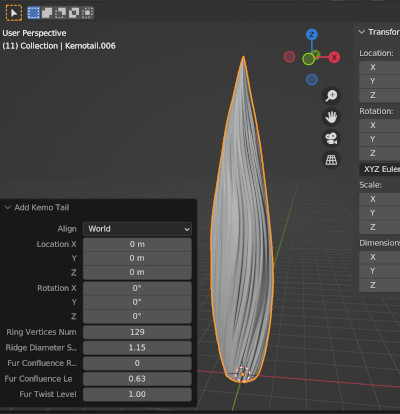 User Perspective
(11) Collection | Kemotail.006
Z
X
Transfor
Location:
X
Y
Z
Rotation:
X
Y
Z
XYZ Euler
Scale:
X
Y
Z
Dimensions
X
Y
Z
Add Kemo Tail
Align World
Location X 0 m
Y 0 m
Z 0 m
Rotation X 0°
Y 0°
Z 0°
Ring Vertices Num 129
Ridge Diameter S.. 1.15
Fur Confluence R... 0
Fur Confluence Le 0.63
Fur Twist Level 1.00